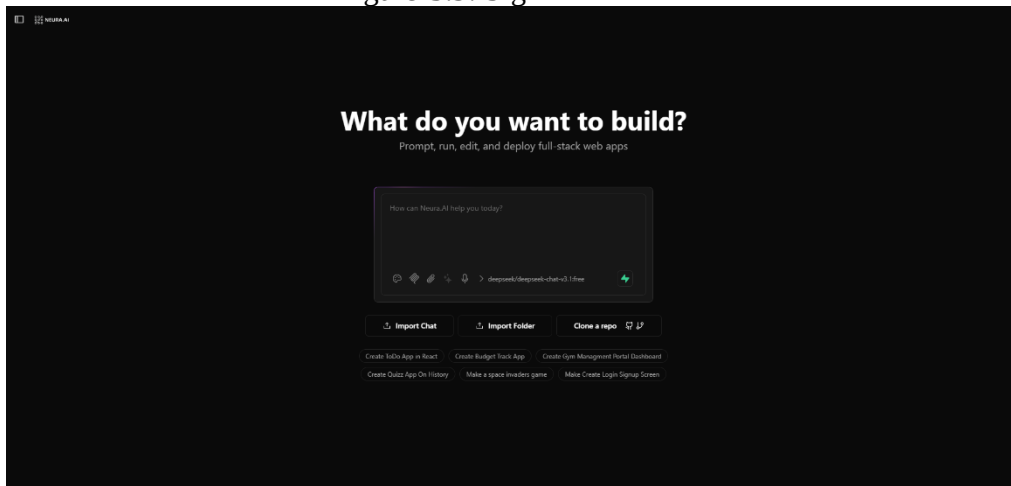 NEURA.AI
What do you want to build?
Prompt, run, edit, and deploy full-stack web apps
How can Neura.AI help you today?
deepseek/deepseek-chat-v3.1:free
Import Chat Import Folder Clone a repo
Create ToDo App in React Create Budget Track App Create Gym Managment Portal Dashboard
Create Quizz App On History Make a space invaders game Make Create Login Signup Screen